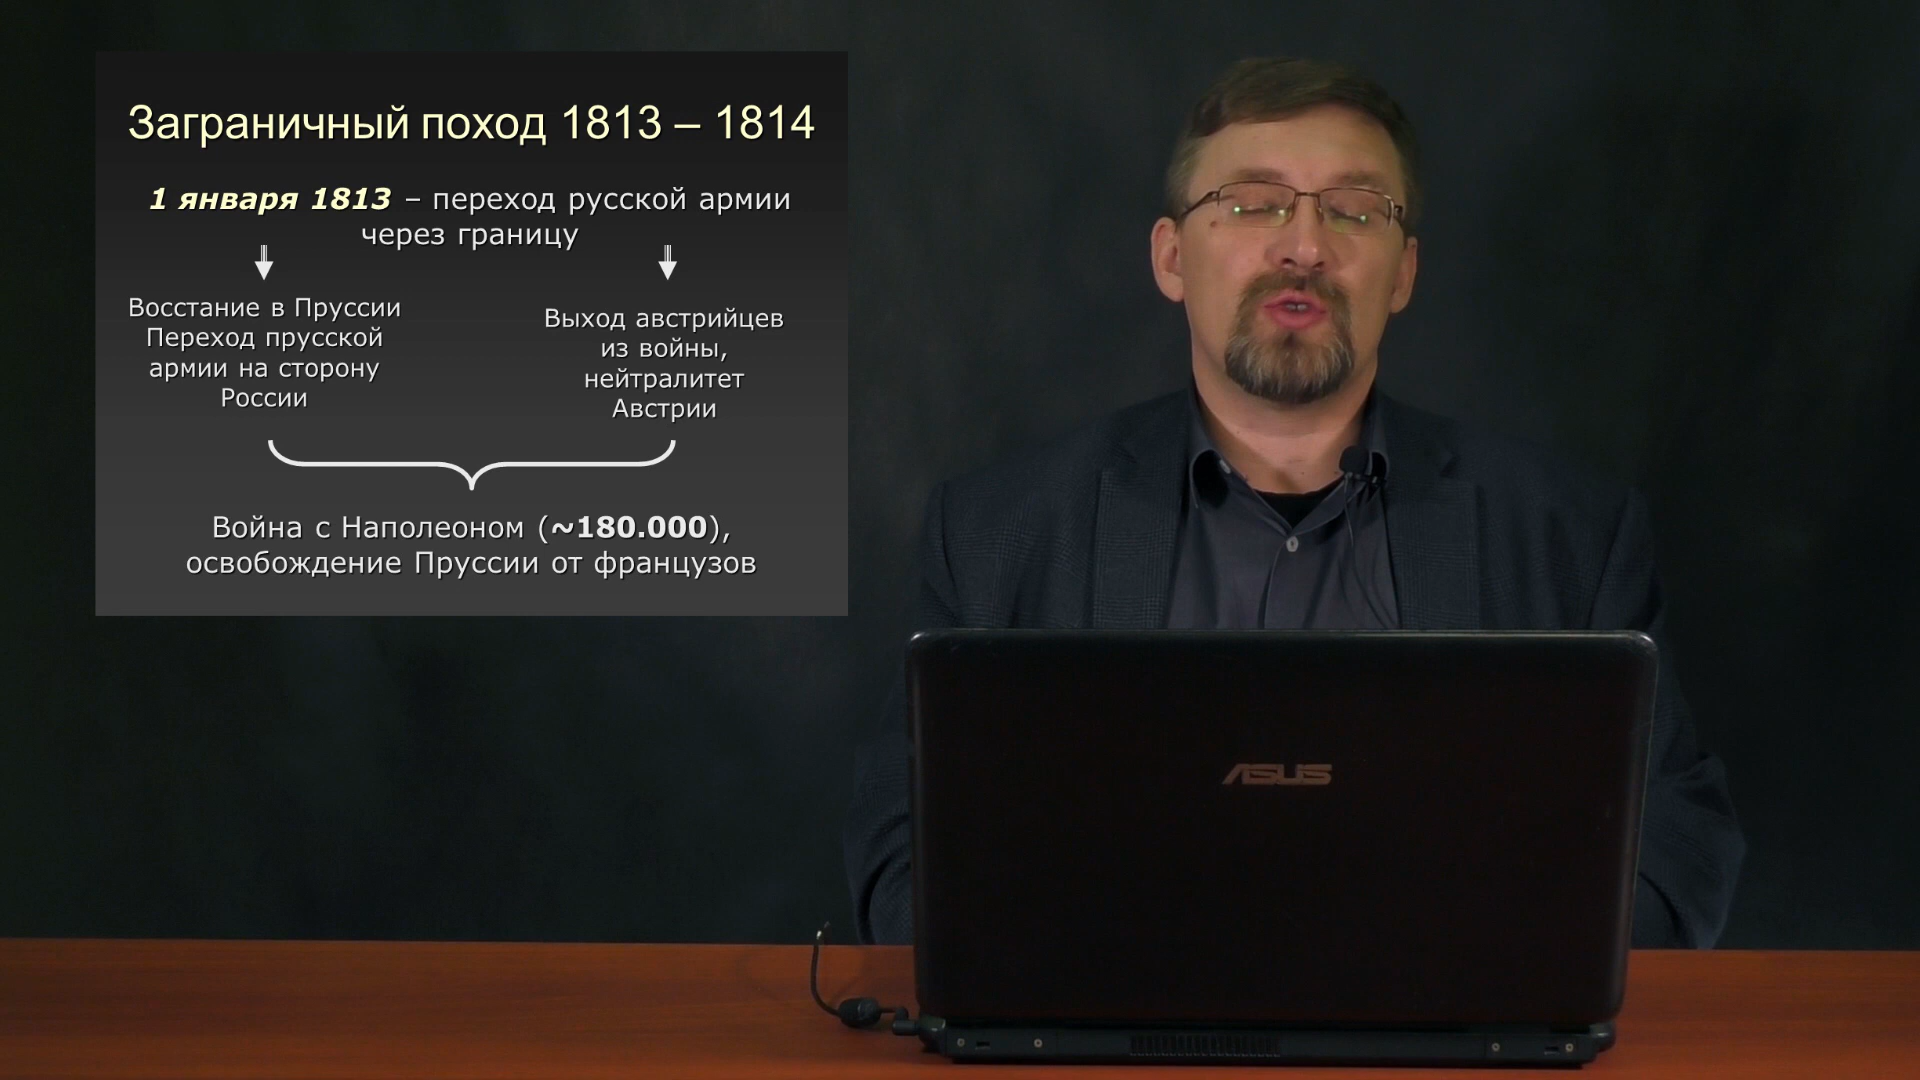 Заграничный поход 1813 – 1814
1 января 1813 – переход русской армии
через границу
Восстание в Пруссии
Переход прусской
армии на сторону
России
Выход австрийцев
из войны,
нейтралитет
Австрии
Война с Наполеоном (~180.000),
освобождение Пруссии от французов
ASUS